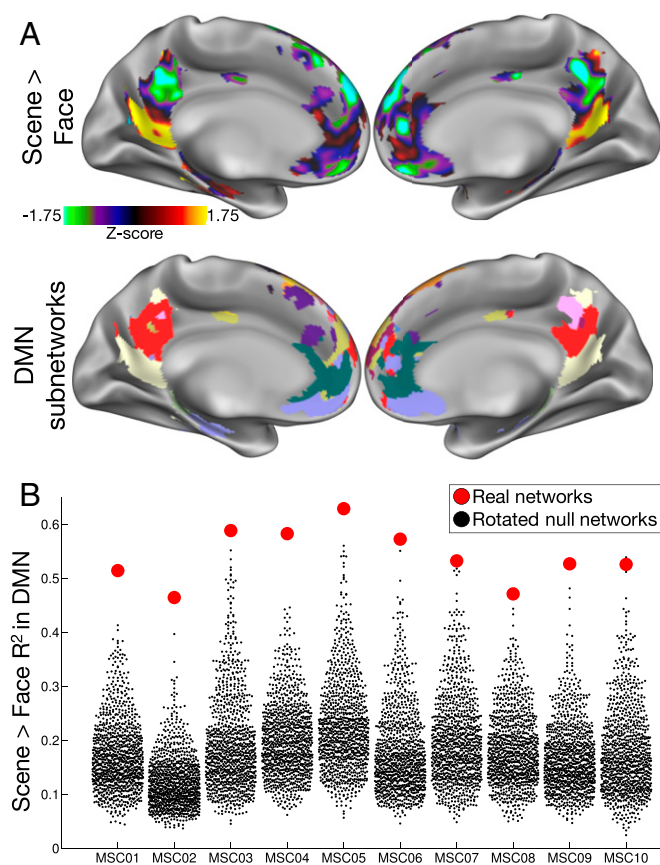 A
Scene >
Face
-1.75 1.75
Z-score
DMN
subnetworks
B
Real networks
Rotated null networks
Scene > Face R² in DMN
0.6
0.5
0.4
0.3
0.2
0.1
0
MSC01 MSC02 MSC03 MSC04 MSC05 MSC06 MSC07 MSC08 MSC09 MSC10